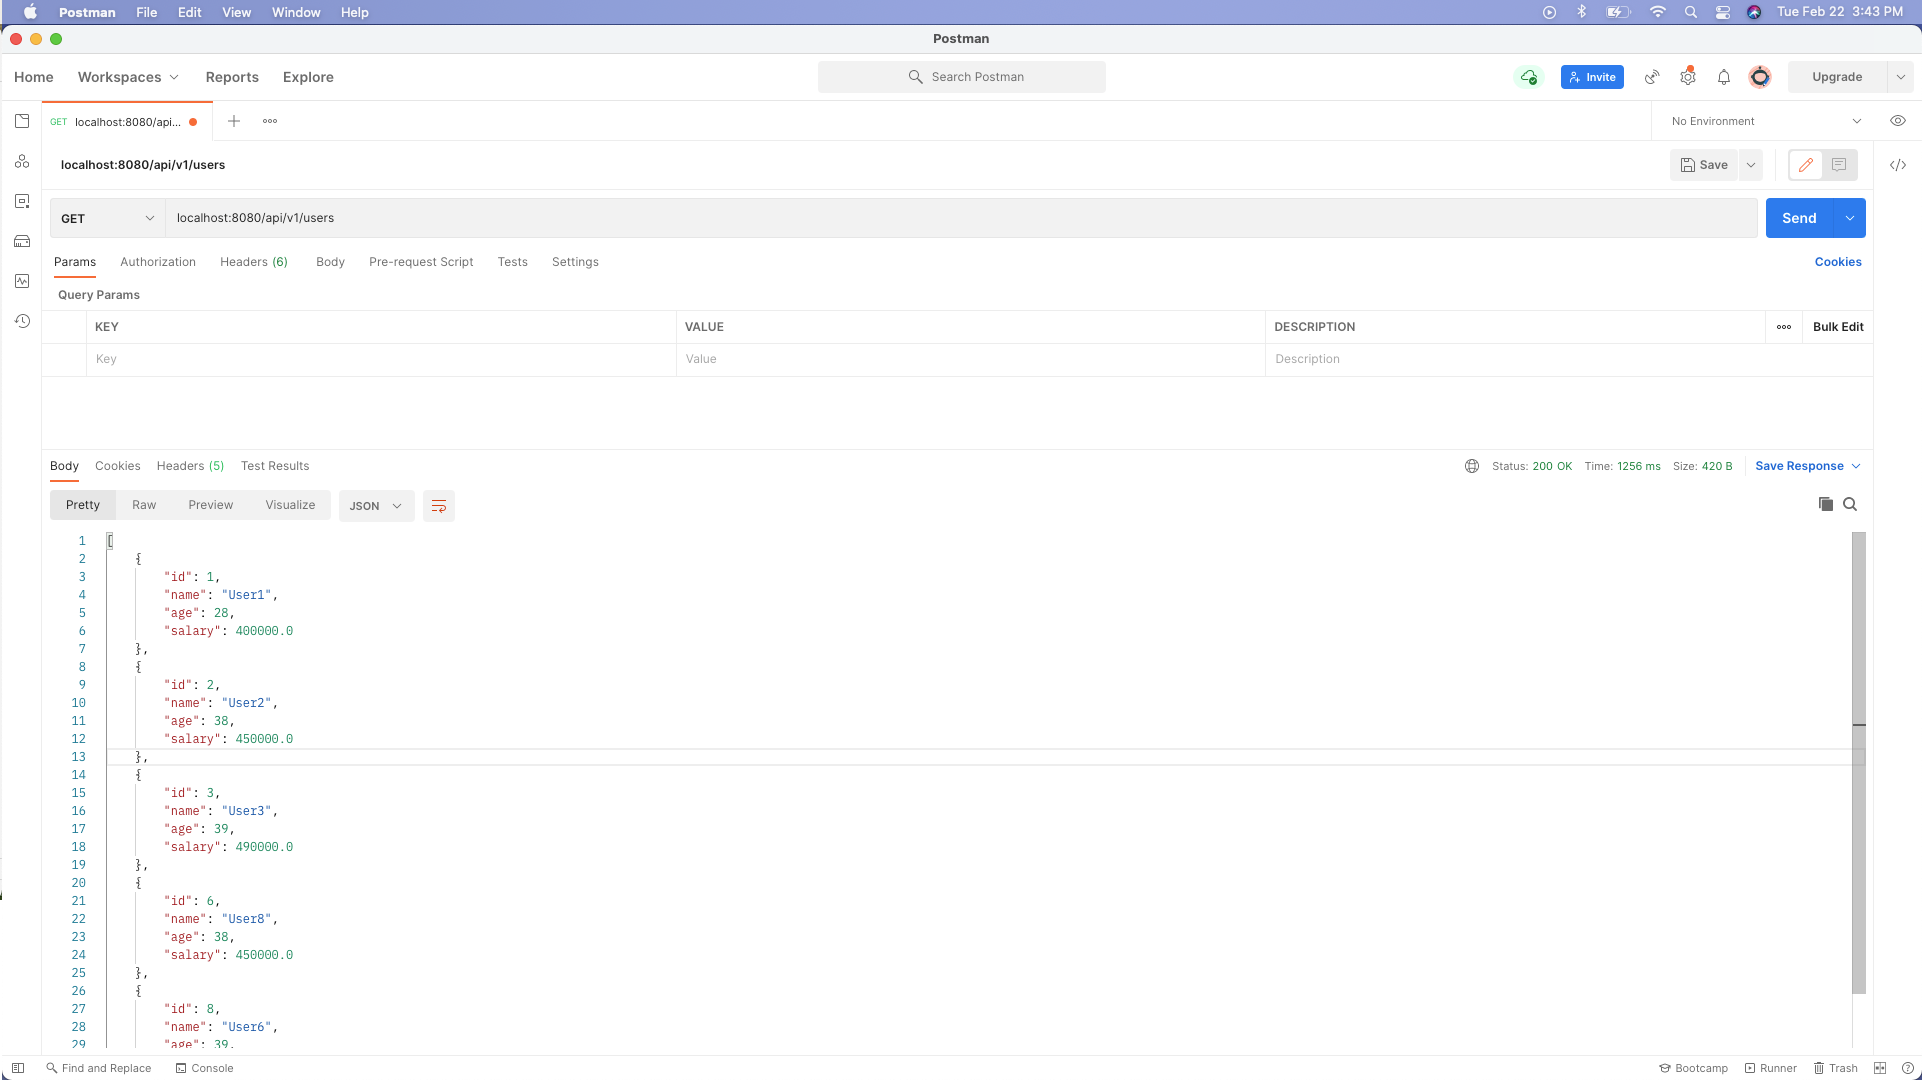 Postman File Edit View Window Help Tue Feb 22 3:43 PM
Postman
Home Workspaces Reports Explore Search Postman Invite Upgrade
GET localhost:8080/api... No Environment
localhost:8080/api/v1/users Save
GET localhost:8080/api/v1/users Send
Params Authorization Headers (6) Body Pre-request Script Tests Settings Cookies
Query Params
KEY VALUE DESCRIPTION Bulk Edit
Key Value Description
Body Cookies Headers (5) Test Results Status: 200 OK Time: 1256 ms Size: 420 B Save Response
Pretty Raw Preview Visualize JSON
1 [
2 {
3 "id": 1,
4 "name": "User1",
5 "age": 28,
6 "salary": 400000.0
7 },
8 {
9 "id": 2,
10 "name": "User2",
11 "age": 38,
12 "salary": 450000.0
13 },
14 {
15 "id": 3,
16 "name": "User3",
17 "age": 39,
18 "salary": 490000.0
19 },
20 {
21 "id": 6,
22 "name": "User8",
23 "age": 38,
24 "salary": 450000.0
25 },
26 {
27 "id": 8,
28 "name": "User6",
29 "age": 39,
Find and Replace Console Bootcamp Runner Trash